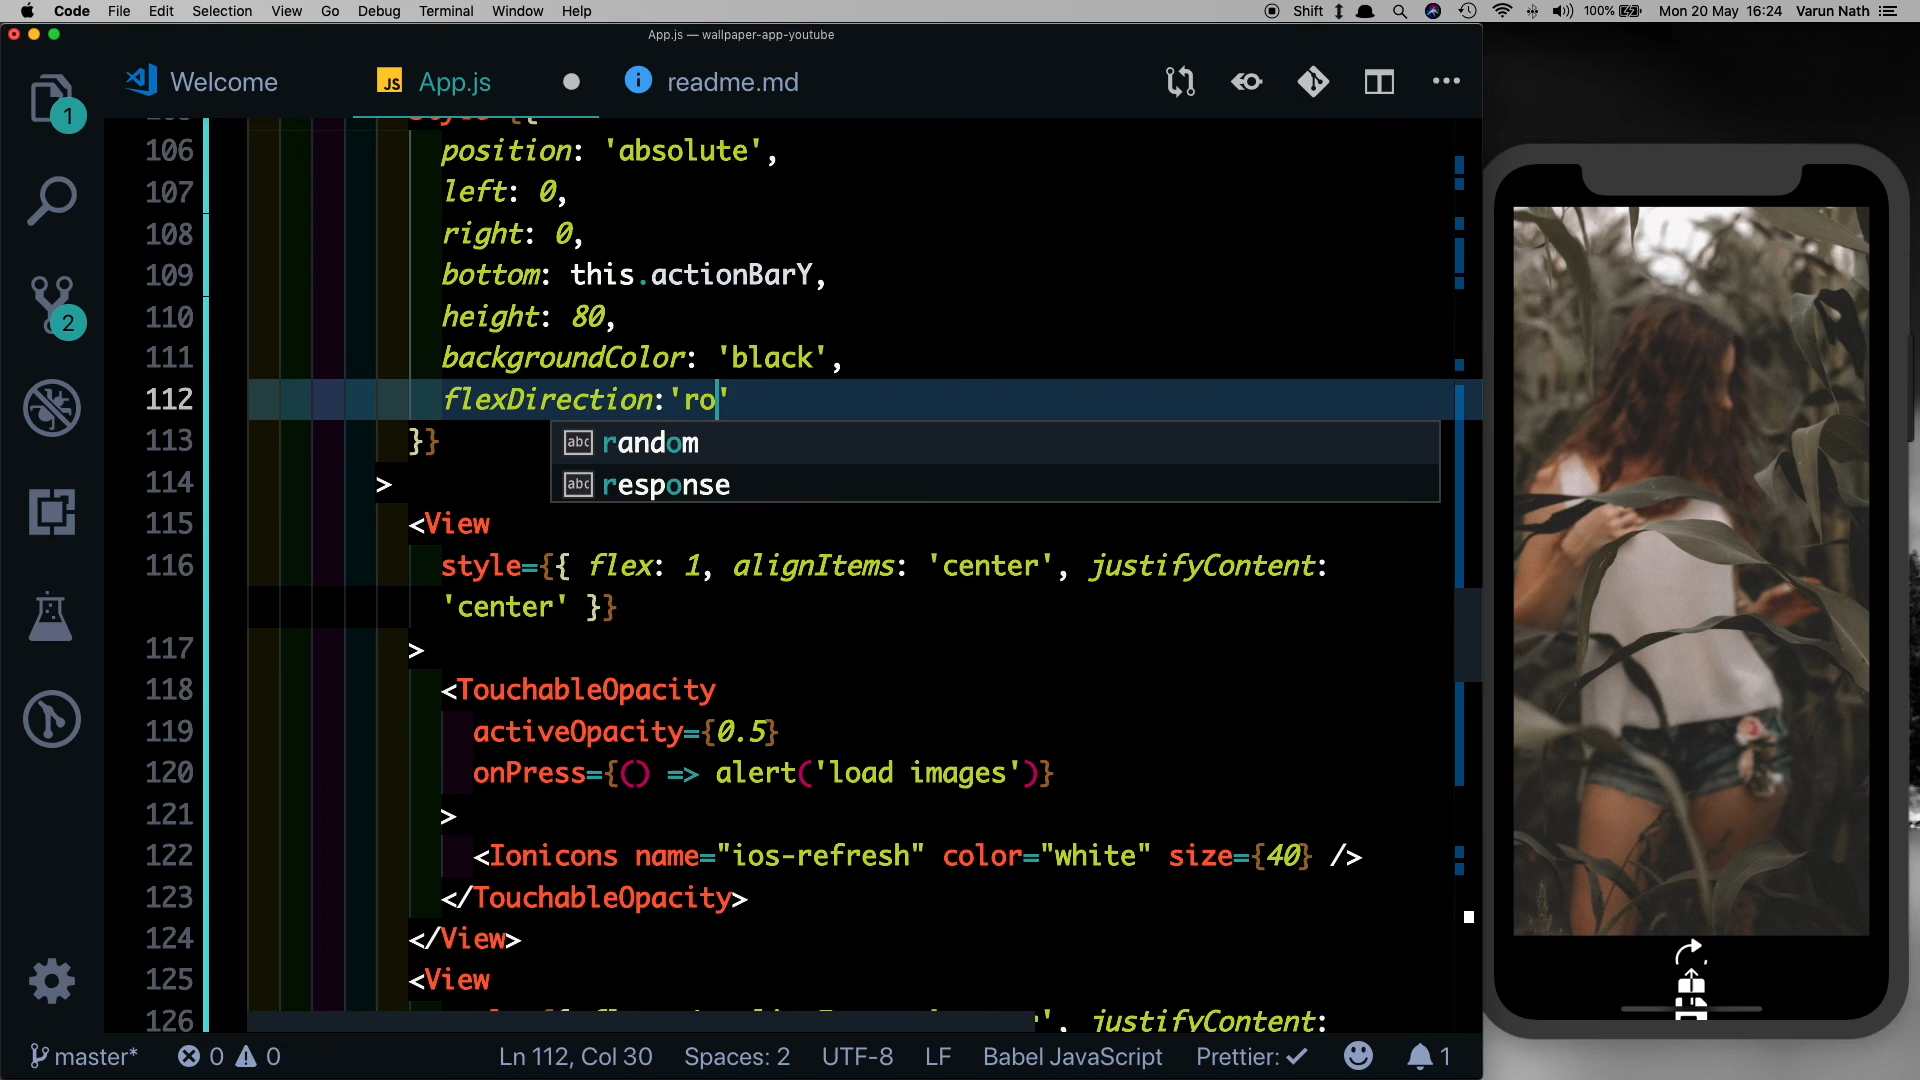 Code File Edit Selection View Go Debug Terminal Window Help Shift 100% Mon 20 May 16:24 Varun Nath
App.js — wallpaper-app-youtube
Welcome JS App.js readme.md
1
2
106 position: 'absolute',
107 left: 0,
108 right: 0,
109 bottom: this.actionBarY,
110 height: 80,
111 backgroundColor: 'black',
112 flexDirection:'ro'
abc random
abc response
113 }}
114 >
115 <View
116 style={{ flex: 1, alignItems: 'center', justifyContent:
'center' }}
117 >
118 <TouchableOpacity
119 activeOpacity={0.5}
120 onPress={() => alert('load images')}
121 >
122 <Ionicons name="ios-refresh" color="white" size={40} />
123 </TouchableOpacity>
124 </View>
125 <View
126 ', justifyContent:
master* 0 0 Ln 112, Col 30 Spaces: 2 UTF-8 LF Babel JavaScript Prettier: 1